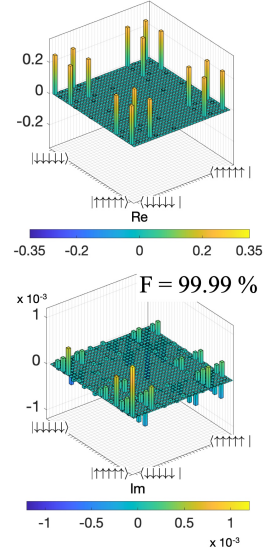 0.2
0
-0.2
|↓↓↓↓↓⟩
⟨↑↑↑↑↑|
|↑↑↑↑↑⟩
⟨↓↓↓↓↓|
Re
-0.35 -0.2 0 0.2 0.35
F = 99.99 %
x 10⁻³
1
0
-1
|↓↓↓↓↓⟩
⟨↑↑↑↑↑|
|↑↑↑↑↑⟩
⟨↓↓↓↓↓|
Im
-1 -0.5 0 0.5 1
x 10⁻³